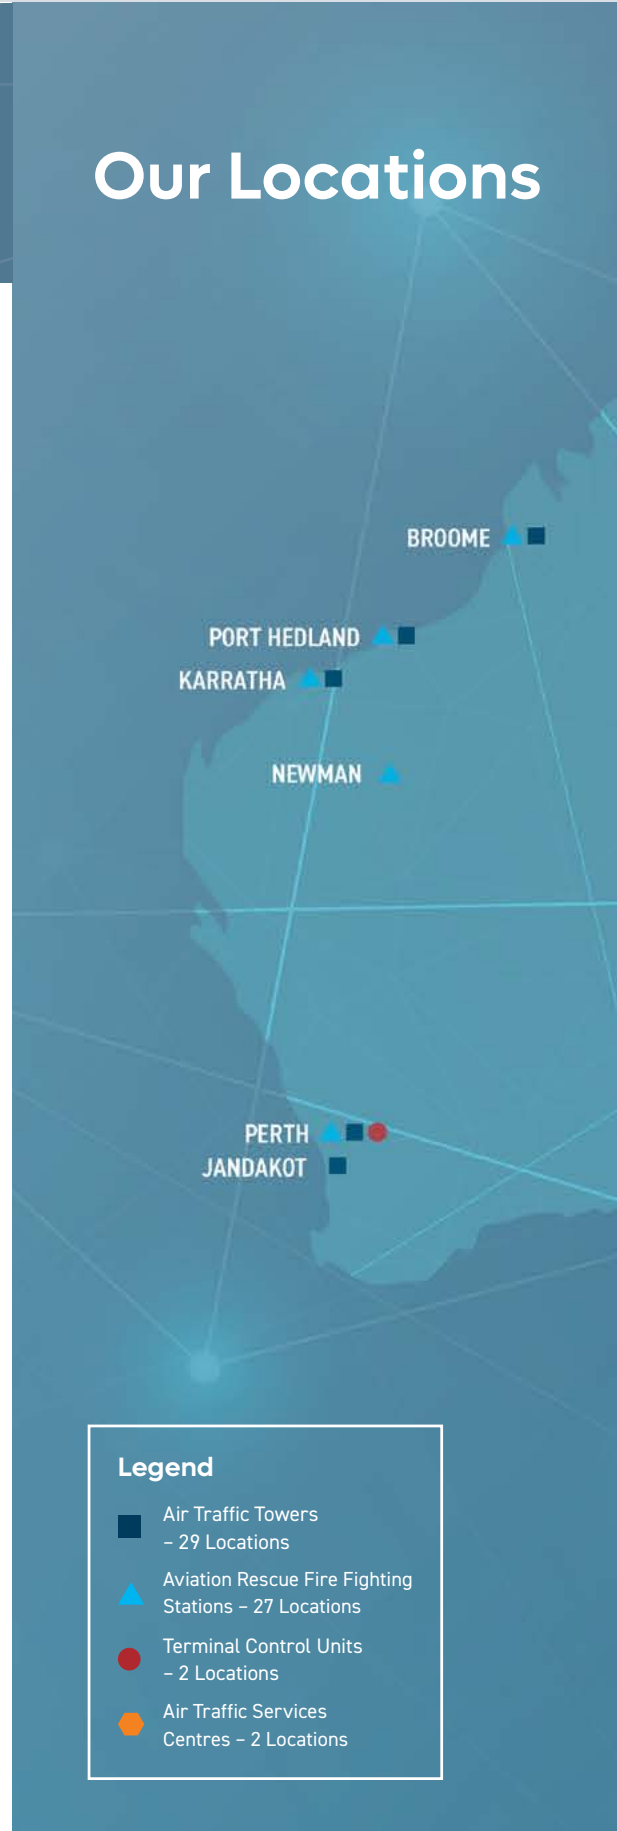 Our Locations
BROOME
PORT HEDLAND
KARRATHA
NEWMAN
PERTH
JANDAKOT
Legend
Air Traffic Towers
– 29 Locations
Aviation Rescue Fire Fighting
Stations – 27 Locations
Terminal Control Units
– 2 Locations
Air Traffic Services
Centres – 2 Locations